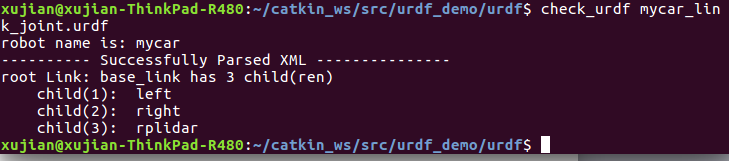 xujian@xujian-ThinkPad-R480:~/catkin_ws/src/urdf_demo/urdf$ check_urdf mycar_lin
k_joint.urdf
robot name is: mycar
---------- Successfully Parsed XML ---------------
root Link: base_link has 3 child(ren)
    child(1):  left
    child(2):  right
    child(3):  rplidar
xujian@xujian-ThinkPad-R480:~/catkin_ws/src/urdf_demo/urdf$